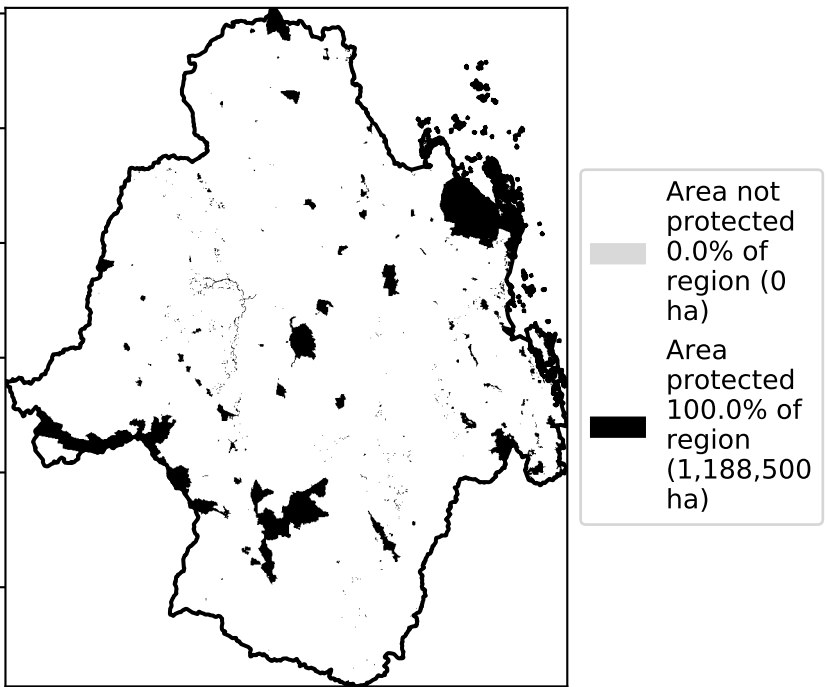 Area not
protected
0.0% of
region (0
ha)
Area
protected
100.0% of
region
(1,188,500
ha)